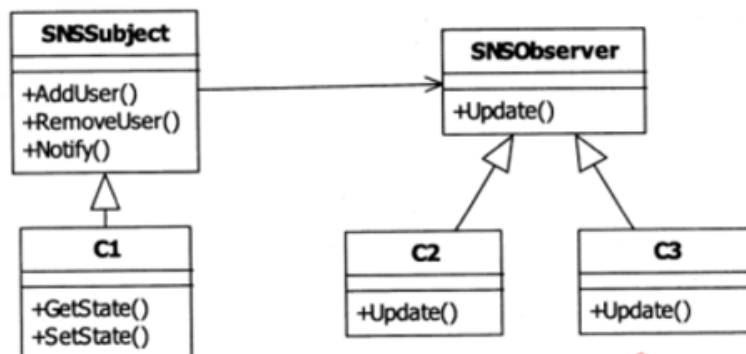 SNSSubject
+AddUser()
+RemoveUser()
+Notify()
SNSObserver
+Update()
C1
+GetState()
+SetState()
C2
+Update()
C3
+Update()